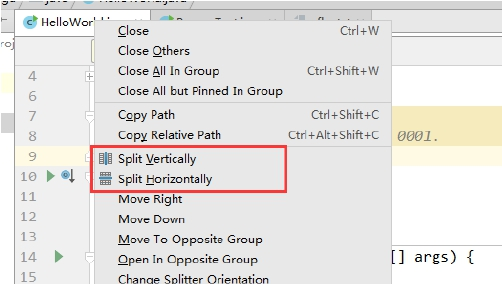 Close Ctrl+W
Close Others
Close All In Group Ctrl+Shift+W
Close All but Pinned In Group
Copy Path Ctrl+Shift+C
Copy Relative Path Ctrl+Alt+Shift+C
Split Vertically
Split Horizontally
Move Right
Move Down
Move To Opposite Group
Open In Opposite Group
Change Splitter Orientation
4
6
7
8 0001.
9
10
11
12
13
14 [] args) {
15